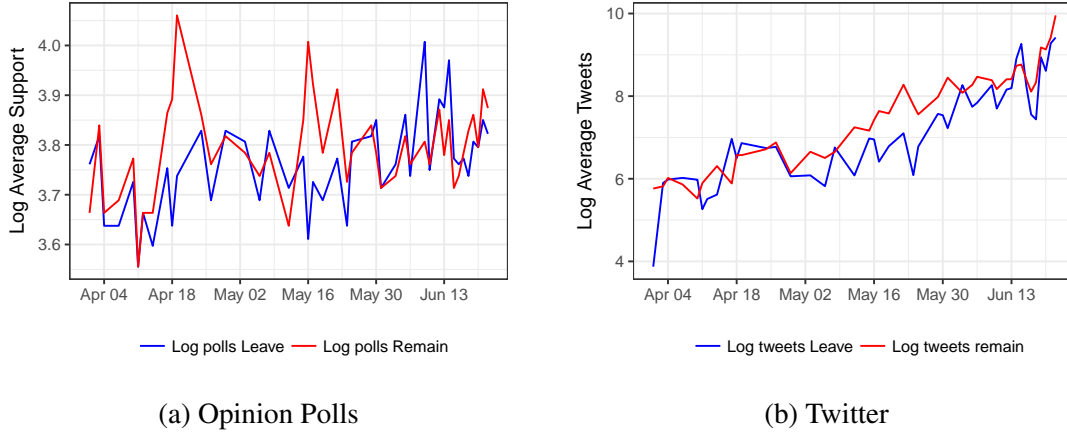 Log Average Support
4.0
3.9
3.8
3.7
3.6
Apr 04 Apr 18 May 02 May 16 May 30 Jun 13
Log polls Leave Log polls Remain
(a) Opinion Polls
Log Average Tweets
10
8
6
4
Apr 04 Apr 18 May 02 May 16 May 30 Jun 13
Log tweets Leave Log tweets remain
(b) Twitter